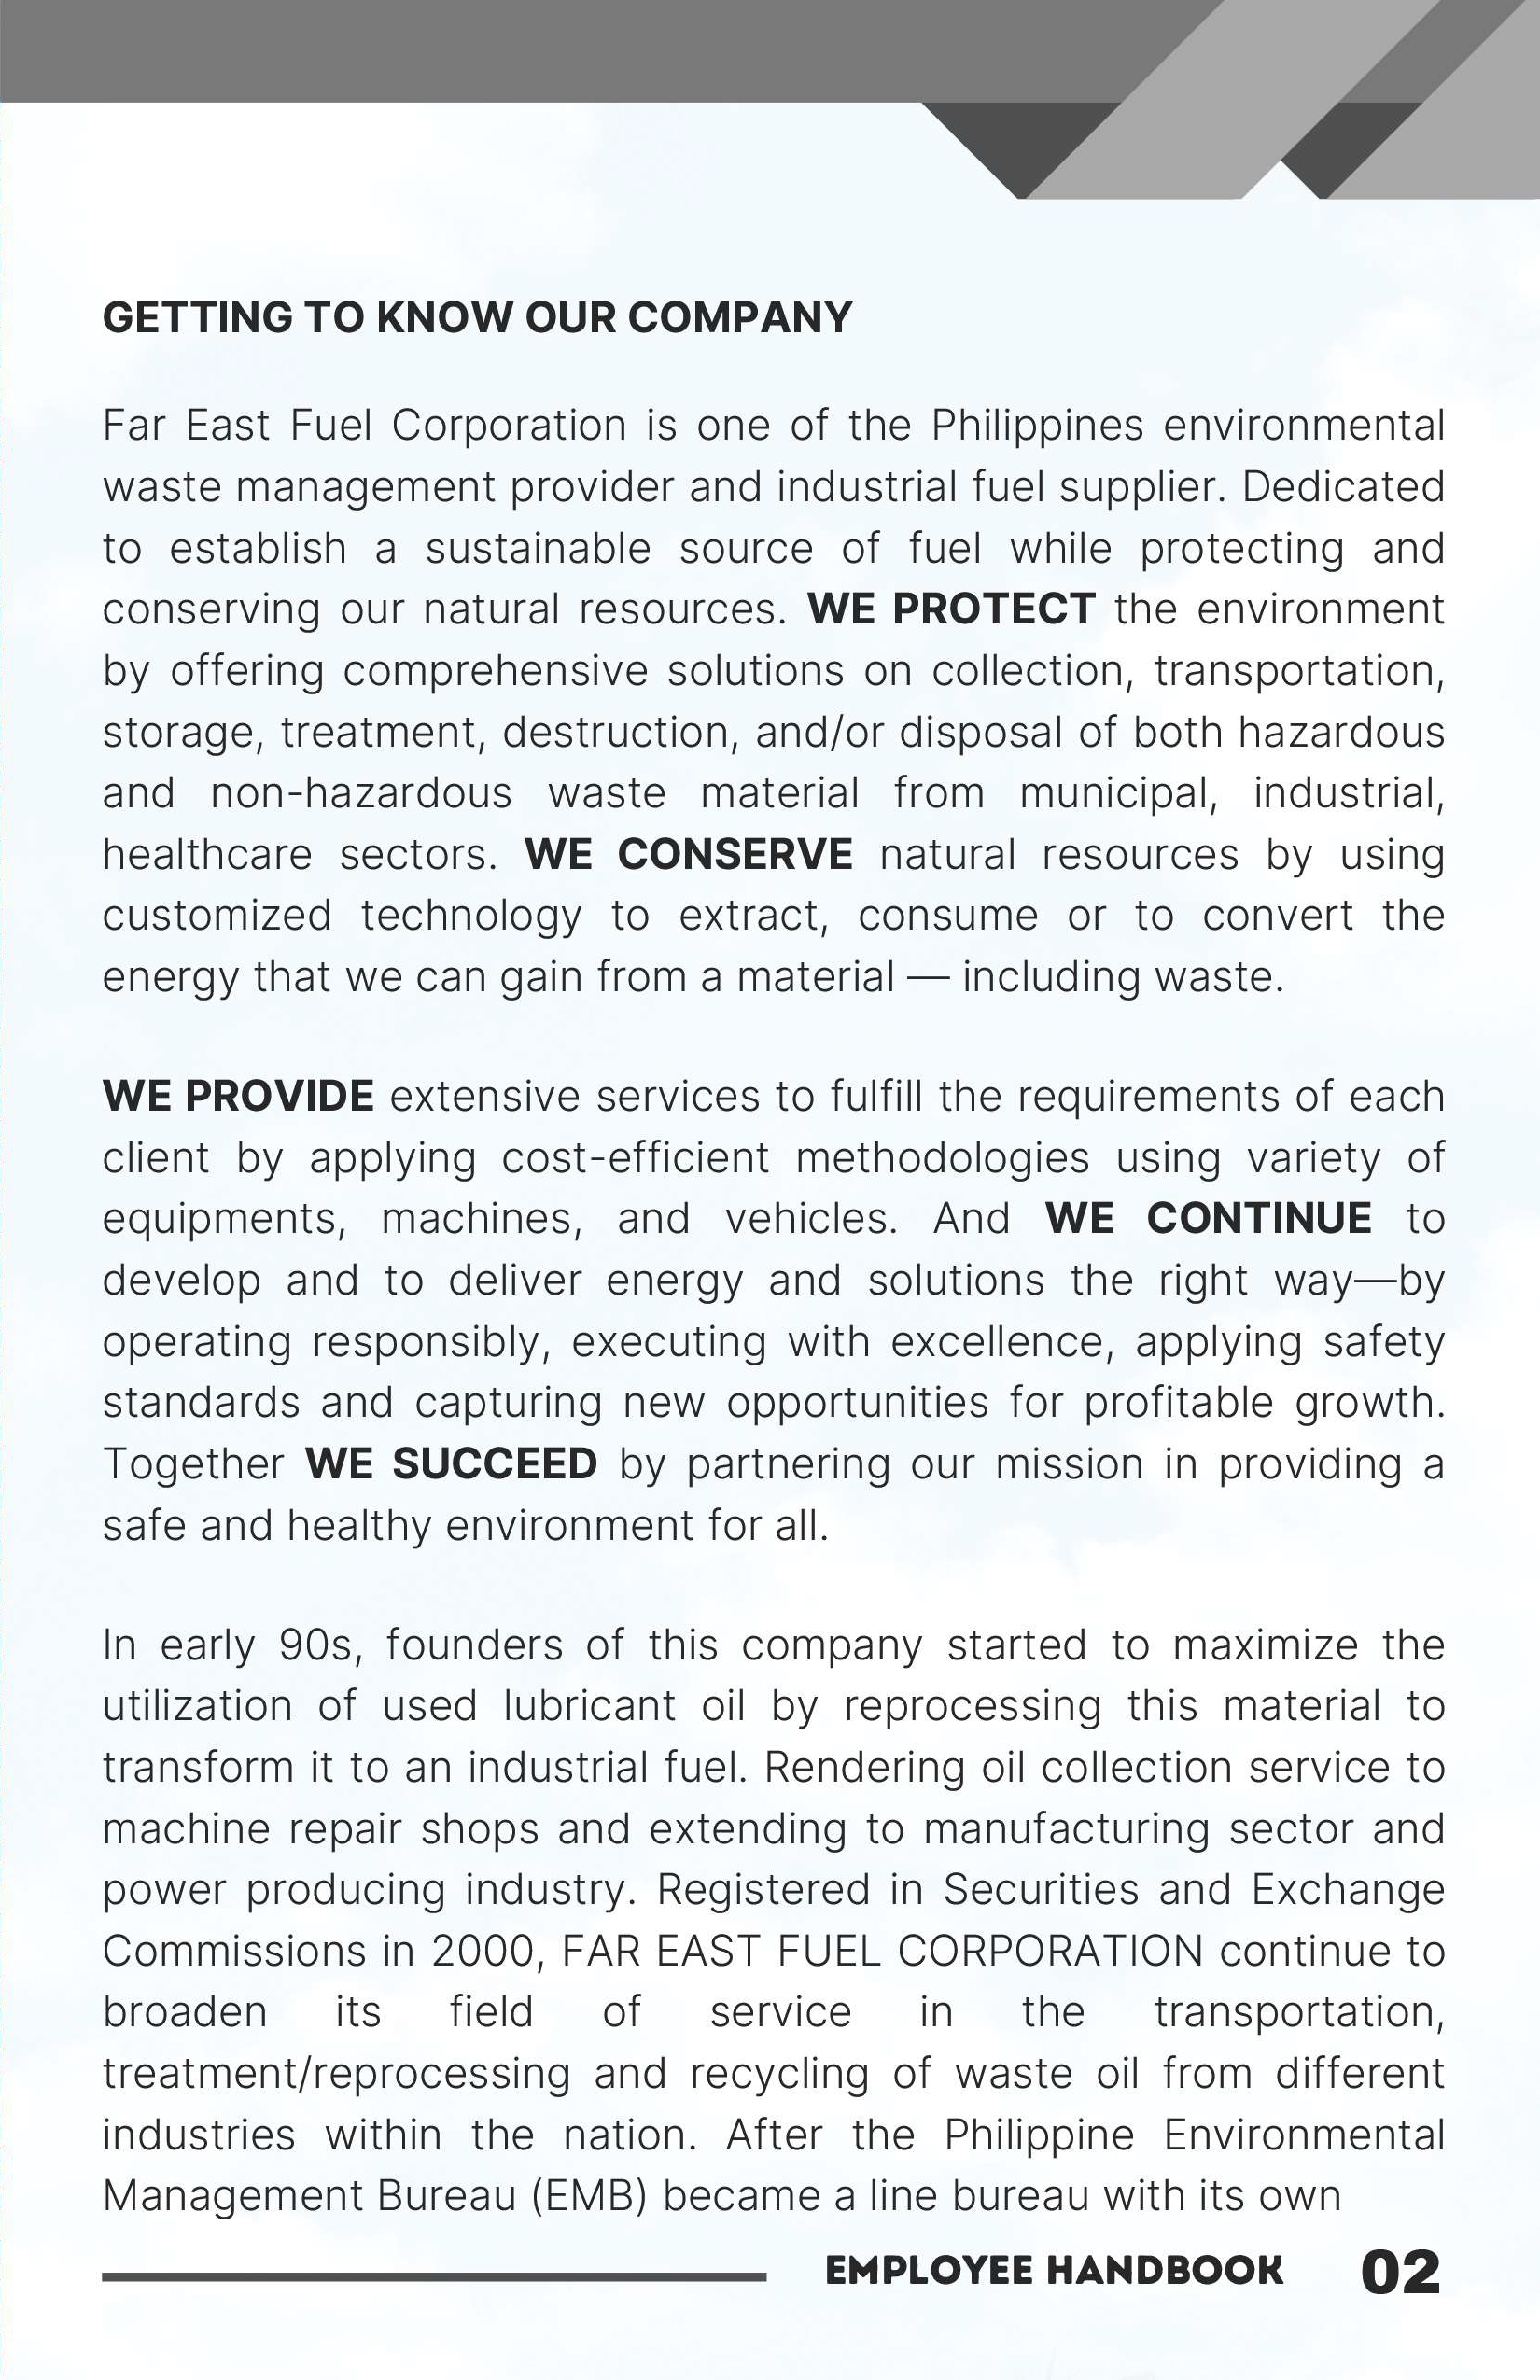 GETTING TO KNOW OUR COMPANY
Far East Fuel Corporation is one of the Philippines environmental
waste management provider and industrial fuel supplier. Dedicated
to establish a sustainable source of fuel while protecting and
conserving our natural resources. WE PROTECT the environment
by offering comprehensive solutions on collection, transportation,
storage, treatment, destruction, and/or disposal of both hazardous
and non-hazardous waste material from municipal, industrial,
healthcare sectors. WE CONSERVE natural resources by using
customized technology to extract, consume or to convert the
energy that we can gain from a material — including waste.
WE PROVIDE extensive services to fulfill the requirements of each
client by applying cost-efficient methodologies using variety of
equipments, machines, and vehicles. And WE CONTINUE to
develop and to deliver energy and solutions the right way—by
operating responsibly, executing with excellence, applying safety
standards and capturing new opportunities for profitable growth.
Together WE SUCCEED by partnering our mission in providing a
safe and healthy environment for all.
In early 90s, founders of this company started to maximize the
utilization of used lubricant oil by reprocessing this material to
transform it to an industrial fuel. Rendering oil collection service to
machine repair shops and extending to manufacturing sector and
power producing industry. Registered in Securities and Exchange
Commissions in 2000, FAR EAST FUEL CORPORATION continue to
broaden its field of service in the transportation,
treatment/reprocessing and recycling of waste oil from different
industries within the nation. After the Philippine Environmental
Management Bureau (EMB) became a line bureau with its own
EMPLOYEE HANDBOOK 02